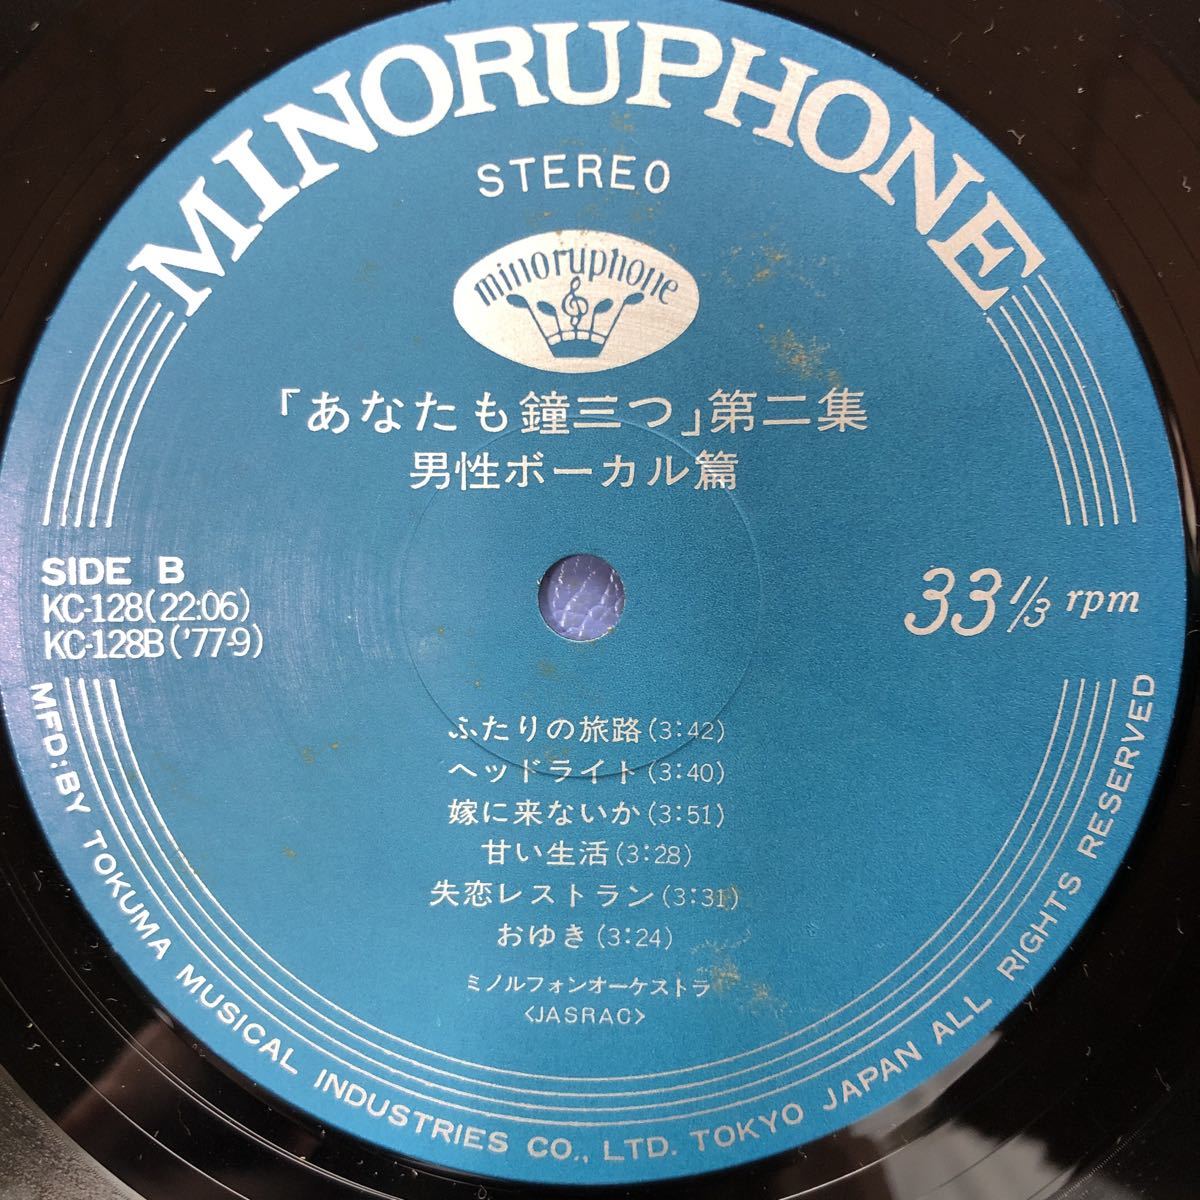 MINORUPHONE
STEREO
minoruphone
「あなたも鐘三つ」第二集
男性ボーカル篇
SIDE B
KC-128(22:06)
KC-128B('77-9)
33 1/3 rpm
ふたりの旅路(3:42)
ヘッドライト(3:40)
嫁に来ないか(3:51)
甘い生活(3:28)
失恋レストラン(3:31)
おゆき(3:24)
ミノルフォンオーケストラ
<JASRAC>
MFD: BY TOKUMA MUSICAL INDUSTRIES CO., LTD. TOKYO JAPAN ALL RIGHTS RESERVED